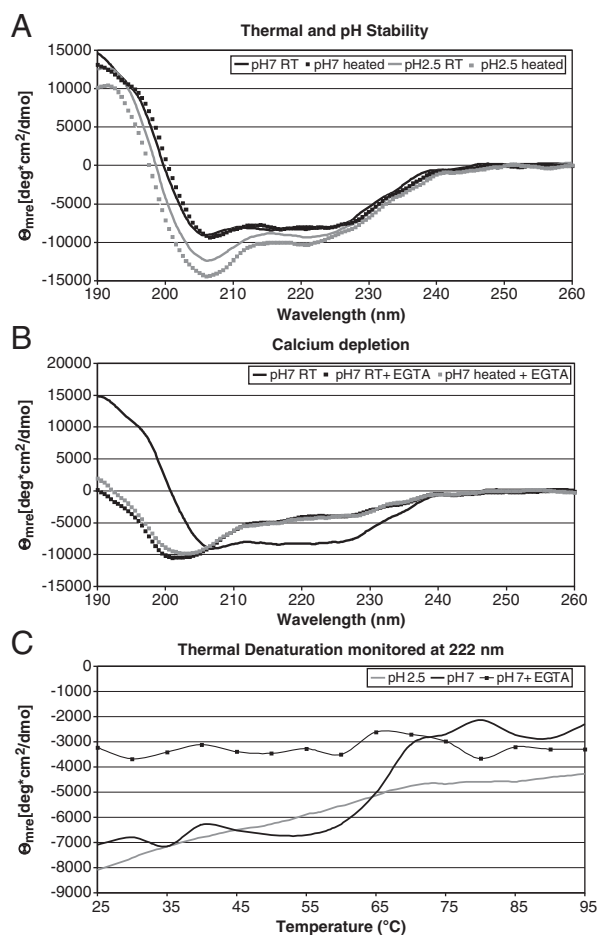 A
Thermal and pH Stability
pH7 RT pH7 heated pH2.5 RT pH2.5 heated
15000
10000
5000
0
-5000
-10000
-15000
Θmre[deg*cm2/dmo]
190 200 210 220 230 240 250 260
Wavelength (nm)
B
Calcium depletion
pH7 RT pH7 RT+ EGTA pH7 heated + EGTA
20000
15000
10000
5000
0
-5000
-10000
-15000
Θmre[deg*cm2/dmo]
190 200 210 220 230 240 250 260
Wavelength (nm)
C
Thermal Denaturation monitored at 222 nm
pH 2.5 pH 7 pH 7+ EGTA
0
-1000
-2000
-3000
-4000
-5000
-6000
-7000
-8000
-9000
Θmre[deg*cm2/dmo]
25 35 45 55 65 75 85 95
Temperature (°C)